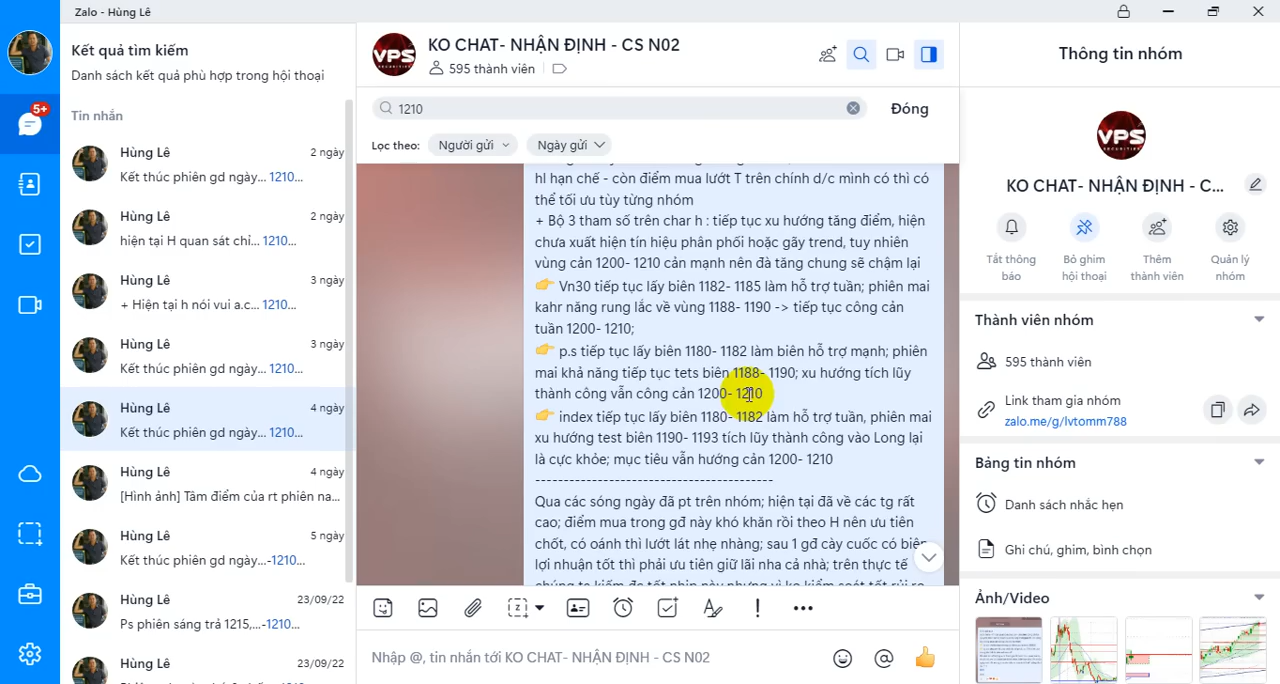 Zalo - Hùng Lê
5+
Kết quả tìm kiếm
Danh sách kết quả phù hợp trong hội thoại
Tin nhắn
Hùng Lê
2 ngày
Kết thúc phiên gd ngày... 1210...
Hùng Lê
2 ngày
hiện tại H quan sát chỉ... 1210...
Hùng Lê
3 ngày
+ Hiện tại h nói vui a.c... 1210...
Hùng Lê
3 ngày
Kết thúc phiên gd ngày... 1210...
Hùng Lê
4 ngày
Kết thúc phiên gd ngày... 1210...
Hùng Lê
4 ngày
[Hình ảnh] Tâm điểm của rt phiên na...
Hùng Lê
5 ngày
Kết thúc phiên gd ngày...-1210...
Hùng Lê
23/09/22
Ps phiên sáng trả 1215,...-1210...
Hùng Lê
23/09/22
VPS
SECURITIES
KO CHAT- NHẬN ĐỊNH - CS N02
595 thành viên
1210
Đóng
Lọc theo:
Người gửi
Ngày gửi
hl hạn chế - còn điểm mua lướt T trên chính d/c mình có thì có
thể tối ưu tùy từng nhóm
+ Bộ 3 tham số trên char h : tiếp tục xu hướng tăng điểm, hiện
chưa xuất hiện tín hiệu phân phối hoặc gãy trend, tuy nhiên
vùng cản 1200- 1210 cản mạnh nên đà tăng chung sẽ chậm lại
👉 Vn30 tiếp tục lấy biên 1182- 1185 làm hỗ trợ tuần; phiên mai
kahr năng rung lắc về vùng 1188- 1190 -> tiếp tục công cản
tuần 1200- 1210;
👉 p.s tiếp tục lấy biên 1180- 1182 làm biên hỗ trợ mạnh; phiên
mai khả năng tiếp tục tets biên 1188- 1190; xu hướng tích lũy
thành công vẫn công cản 1200- 1210
👉 index tiếp tục lấy biên 1180- 1182 làm hỗ trợ tuần, phiên mai
xu hướng test biên 1190- 1193 tích lũy thành công vào Long lại
là cực khỏe; mục tiêu vẫn hướng cản 1200- 1210
-----------------------------------------
Qua các sóng ngày đã pt trên nhóm; hiện tại đã về các tg rất
cao; điểm mua trong gđ này khó khăn rồi theo H nên ưu tiên
chốt, có oánh thì lướt lát nhẹ nhàng; sau 1 gđ cày cuốc có biên
lợi nhuận tốt thì phải ưu tiên giữ lãi nha cả nhà; trên thực tế
Nhập @, tin nhắn tới KO CHAT- NHẬN ĐỊNH - CS N02
Thông tin nhóm
VPS
SECURITIES
KO CHAT- NHẬN ĐỊNH - C...
Tắt thông báo
Bỏ ghim hội thoại
Thêm thành viên
Quản lý nhóm
Thành viên nhóm
595 thành viên
Link tham gia nhóm
zalo.me/g/lvtomm788
Bảng tin nhóm
Danh sách nhắc hẹn
Ghi chú, ghim, bình chọn
Ảnh/Video